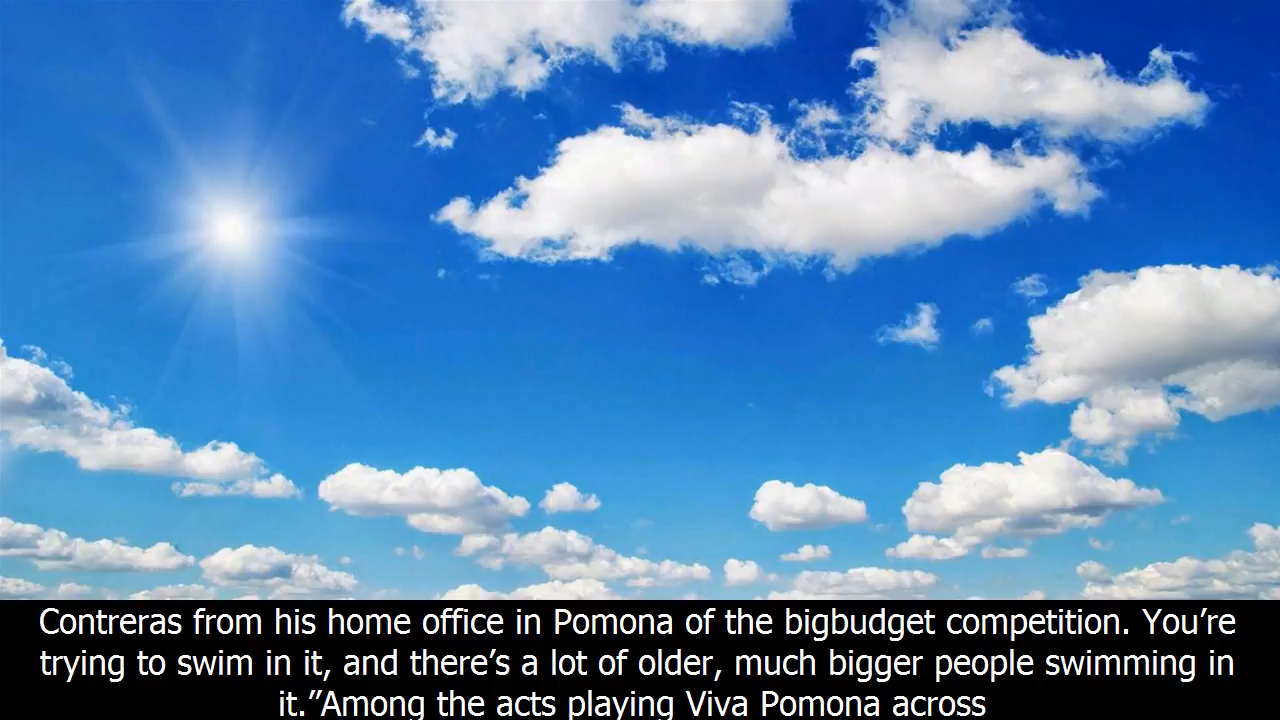 Contreras from his home office in Pomona of the bigbudget competition. You’re
trying to swim in it, and there’s a lot of older, much bigger people swimming in
it.”Among the acts playing Viva Pomona across